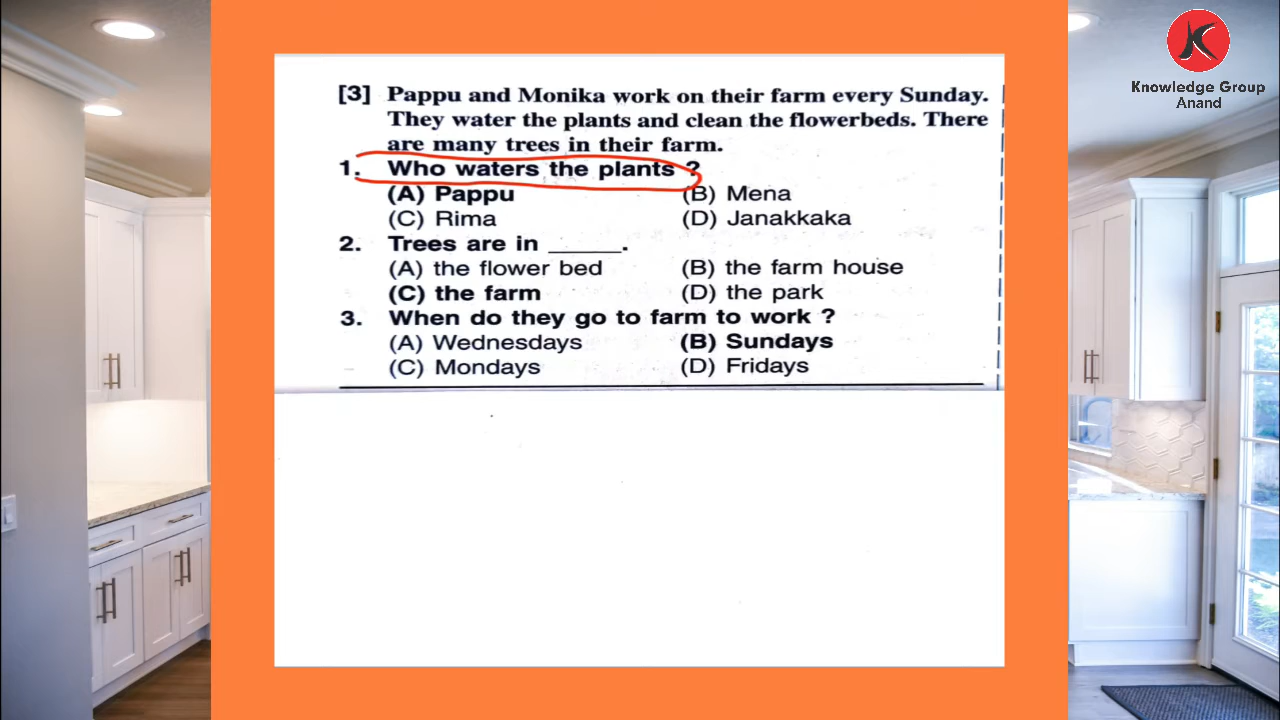 [3] Pappu and Monika work on their farm every Sunday.
They water the plants and clean the flowerbeds. There
are many trees in their farm.
1. Who waters the plants ?
(A) Pappu (B) Mena
(C) Rima (D) Janakkaka
2. Trees are in _____.
(A) the flower bed (B) the farm house
(C) the farm (D) the park
3. When do they go to farm to work ?
(A) Wednesdays (B) Sundays
(C) Mondays (D) Fridays
K
Knowledge Group
Anand